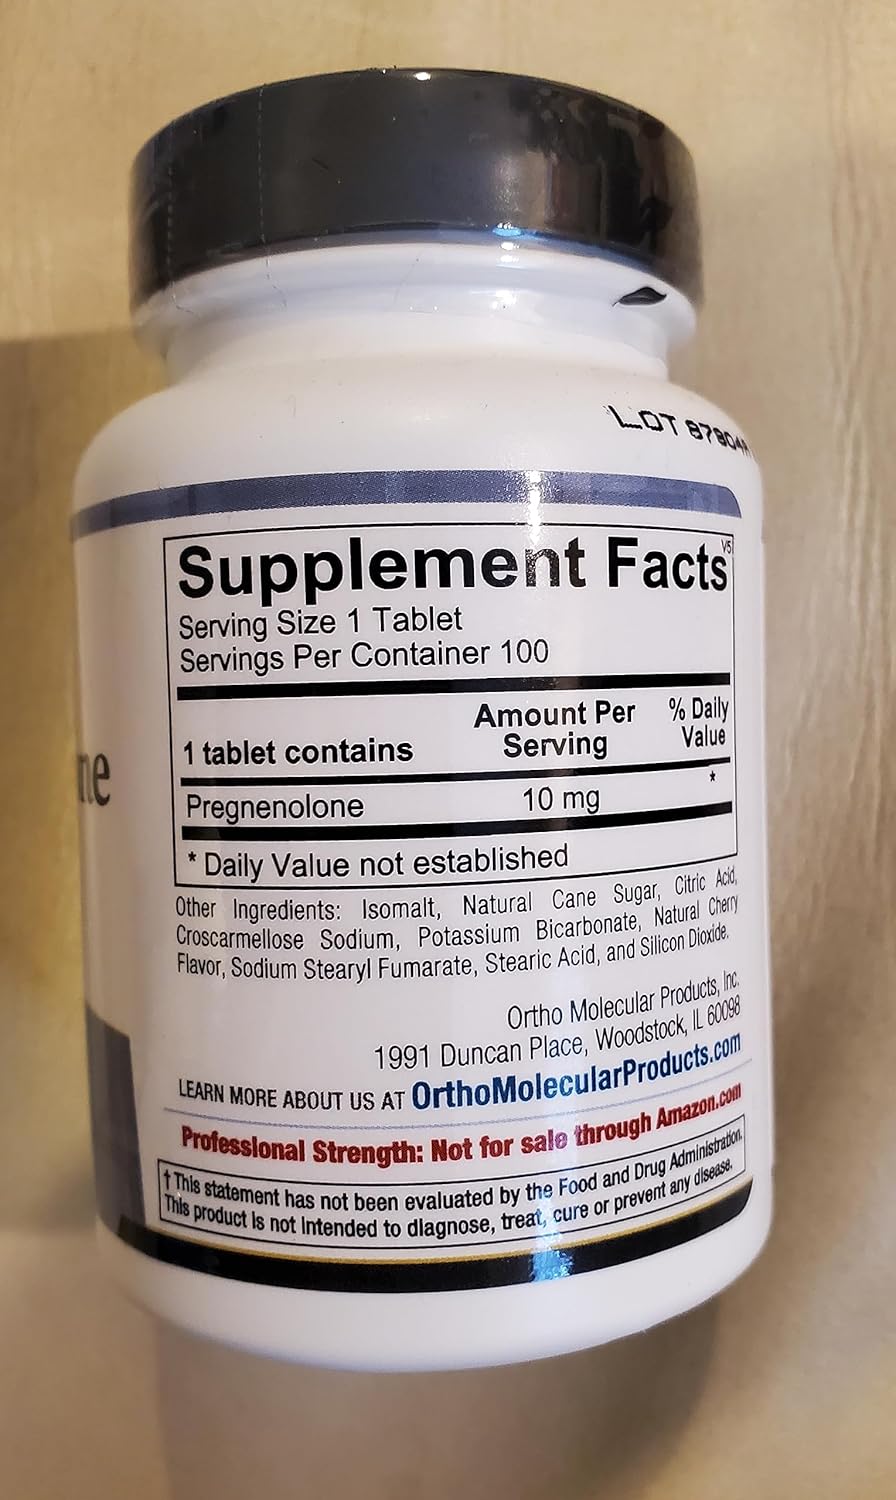 LOT 87804
Supplement Facts
V5
Serving Size 1 Tablet
Servings Per Container 100
1 tablet contains Amount Per Serving % Daily Value
Pregnenolone 10 mg *
* Daily Value not established
Other Ingredients: Isomalt, Natural Cane Sugar, Citric Acid,
Croscarmellose Sodium, Potassium Bicarbonate, Natural Cherry
Flavor, Sodium Stearyl Fumarate, Stearic Acid, and Silicon Dioxide.
Ortho Molecular Products, Inc.
1991 Duncan Place, Woodstock, IL 60098
LEARN MORE ABOUT US AT OrthoMolecularProducts.com
Professional Strength: Not for sale through Amazon.com
† This statement has not been evaluated by the Food and Drug Administration.
This product is not intended to diagnose, treat, cure or prevent any disease.
ne